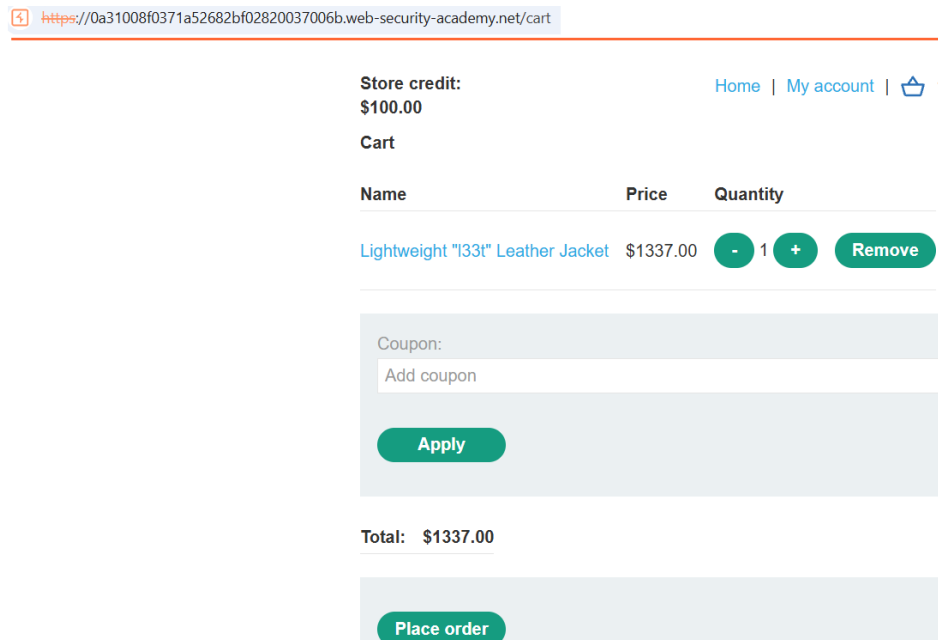 https://0a31008f0371a52682bf02820037006b.web-security-academy.net/cart
Store credit:
$100.00
Home | My account |
Cart
Name Price Quantity
Lightweight "l33t" Leather Jacket $1337.00 - 1 + Remove
Coupon:
Add coupon
Apply
Total: $1337.00
Place order